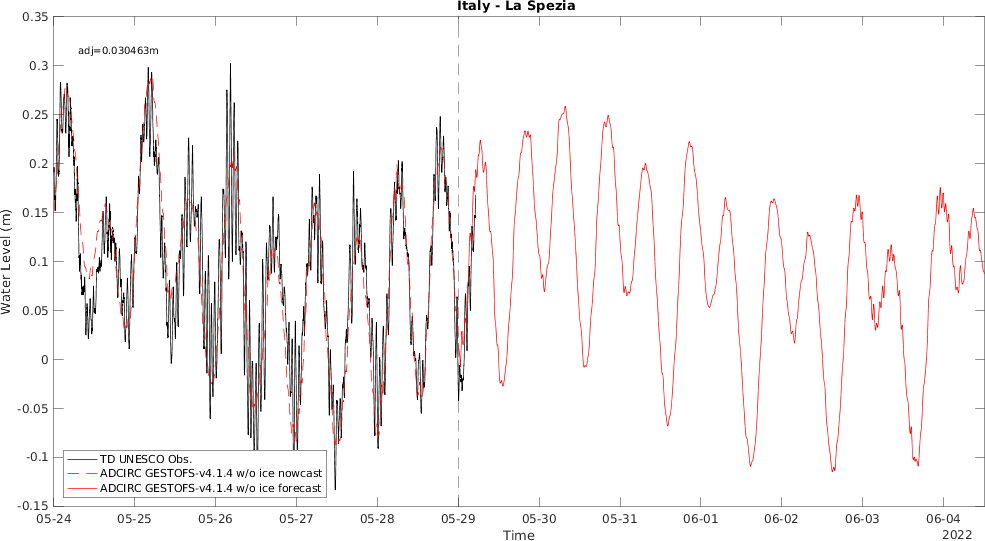 Italy - La Spezia
0.35
adj=0.030463m
0.3
0.25
0.2
0.15
0.1
0.05
0
-0.05
-0.1
-0.15
Water Level (m)
TD UNESCO Obs.
ADCIRC GESTOFS-v4.1.4 w/o ice nowcast
ADCIRC GESTOFS-v4.1.4 w/o ice forecast
05-24 05-25 05-26 05-27 05-28 05-29 05-30 05-31 06-01 06-02 06-03 06-04
Time
2022